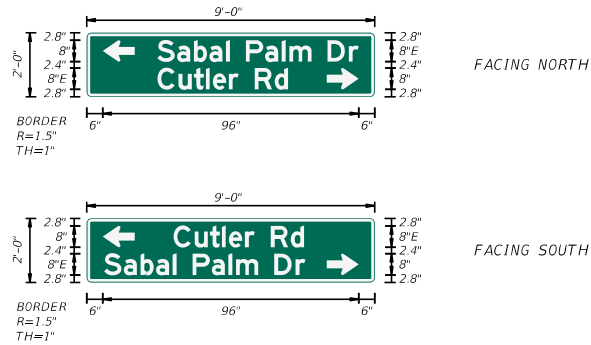 9'-0"
2.8" 2.8"
8" Sabal Palm Dr 8"E
2'-0" 2.4" 2.4" FACING NORTH
8"E Cutler Rd 8"
2.8" 2.8"
6" 96" 6"
BORDER
R=1.5"
TH=1"
9'-0"
2.8" 2.8"
8" Cutler Rd 8"E
2'-0" 2.4" 2.4" FACING SOUTH
8"E Sabal Palm Dr 8"
2.8" 2.8"
6" 96" 6"
BORDER
R=1.5"
TH=1"